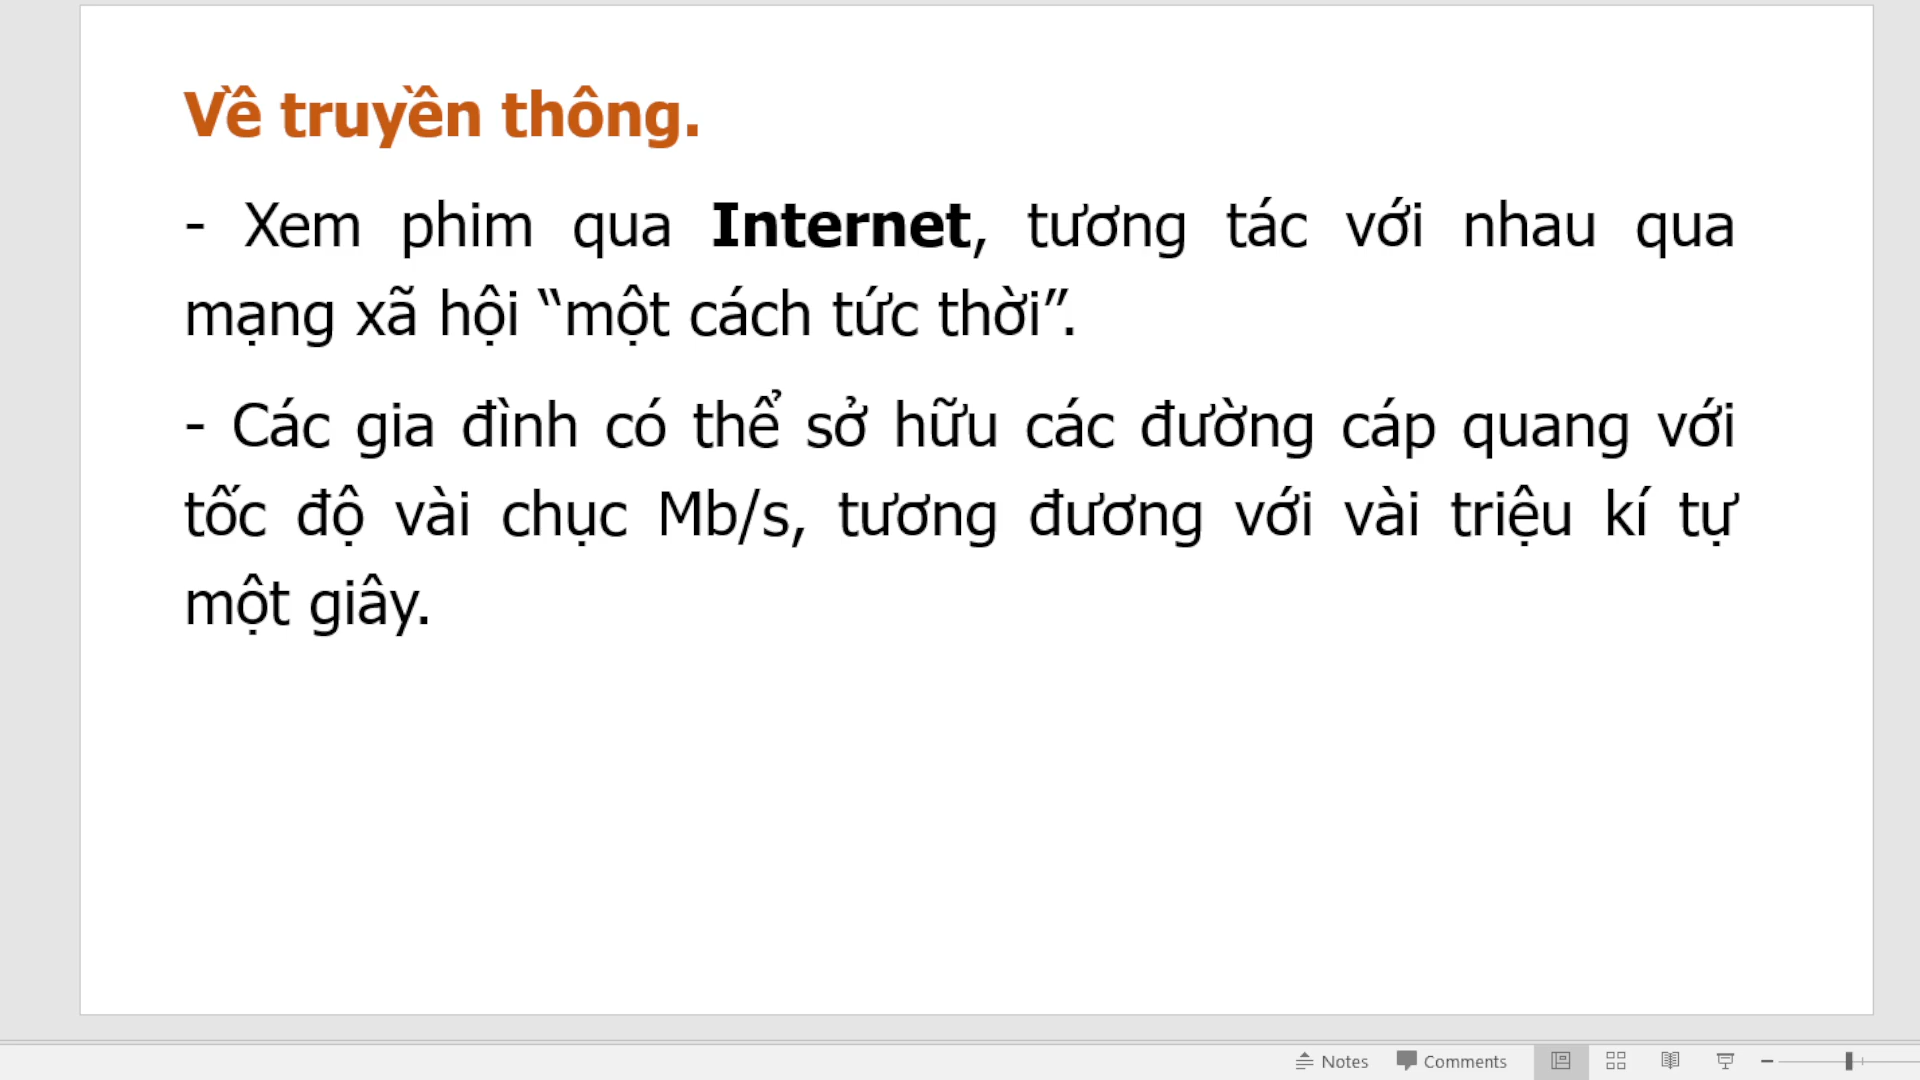 Về truyền thông.
- Xem phim qua Internet, tương tác với nhau qua
mạng xã hội “một cách tức thời”.
- Các gia đình có thể sở hữu các đường cáp quang với
tốc độ vài chục Mb/s, tương đương với vài triệu kí tự
một giây.
Notes Comments